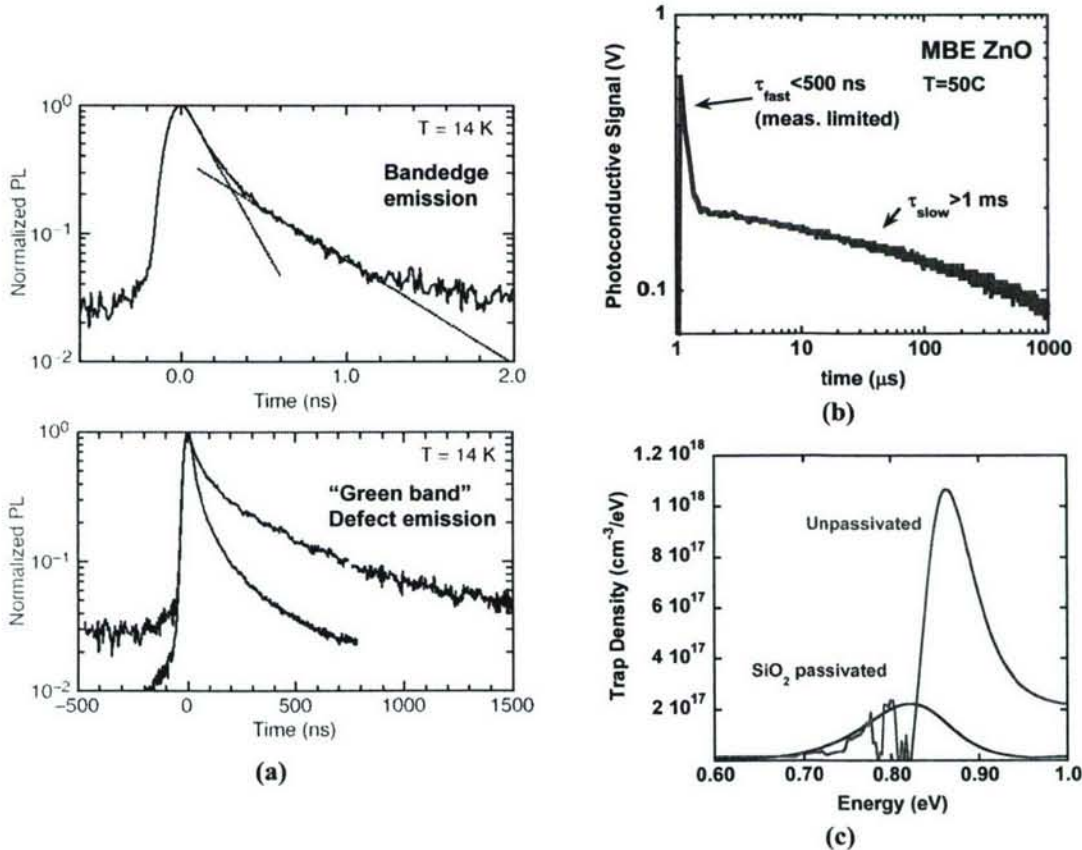 10⁰
T = 14 K
Bandedge
emission
10⁻¹
10⁻²
Normalized PL
0.0
1.0
2.0
Time (ns)
10⁰
T = 14 K
"Green band"
Defect emission
10⁻¹
10⁻²
Normalized PL
-500
0
500
1000
1500
Time (ns)
(a)
1
MBE ZnO
τfast<500 ns
T=50C
(meas. limited)
τslow>1 ms
0.1
Photoconductive Signal (V)
1
10
100
1000
time (μs)
(b)
1.2 10¹⁸
1 10¹⁸
Unpassivated
8 10¹⁷
6 10¹⁷
4 10¹⁷
SiO₂ passivated
2 10¹⁷
Trap Density (cm⁻³/eV)
0.60
0.70
0.80
0.90
1.0
Energy (eV)
(c)